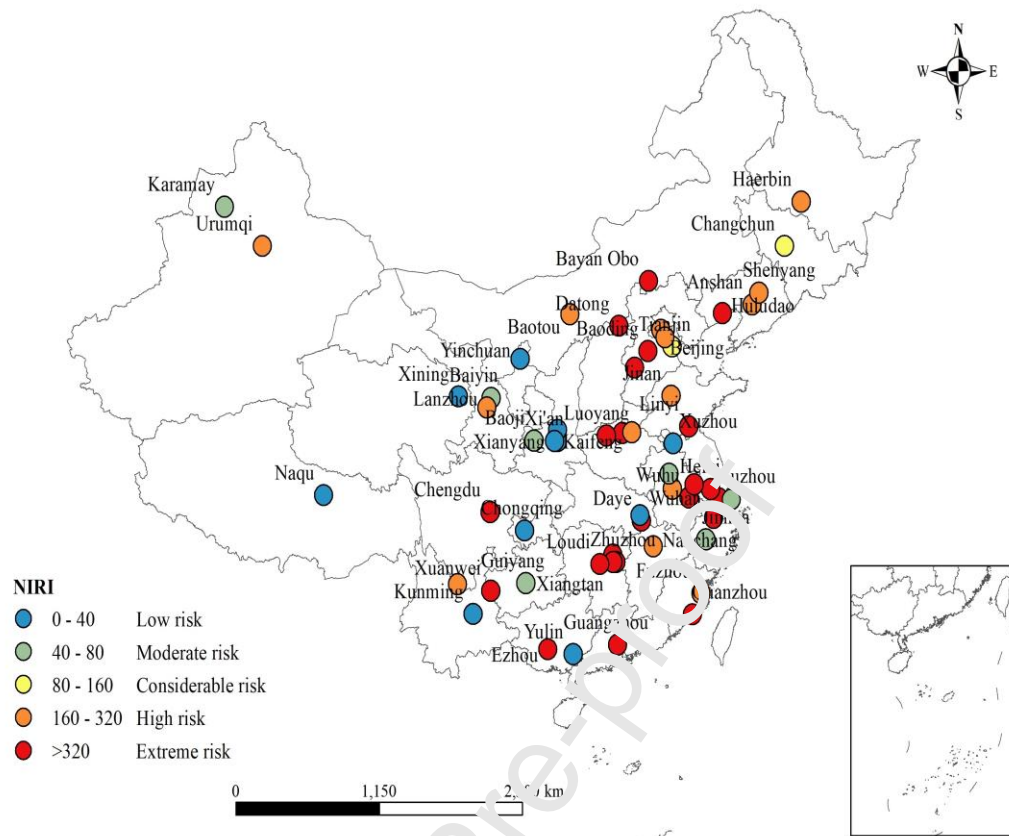 N
W E
S
Karamay
Haerbin
Urumqi
Changchun
Bayan Obo
Shenyang
Anshan
Datong
Huludao
Tianjin
Baoding
Baotou
Beijing
Yinchuan
Xining
Baiyin
Jinan
Lanzhou
Linyi
Baoji
Xi'an
Luoyang
Xuzhou
Xianyang
Kaifeng
Naqu
Wuhu
Chengdu
Daye
Wuhan
Chongqing
Loudi
Zhuzhou
Guiyang
Xuanwei
Xiangtan
Kunming
Yulin
Ezhou
NIRI
0 - 40 Low risk
40 - 80 Moderate risk
80 - 160 Considerable risk
160 - 320 High risk
>320 Extreme risk
0 1,150 km
Pre-proof